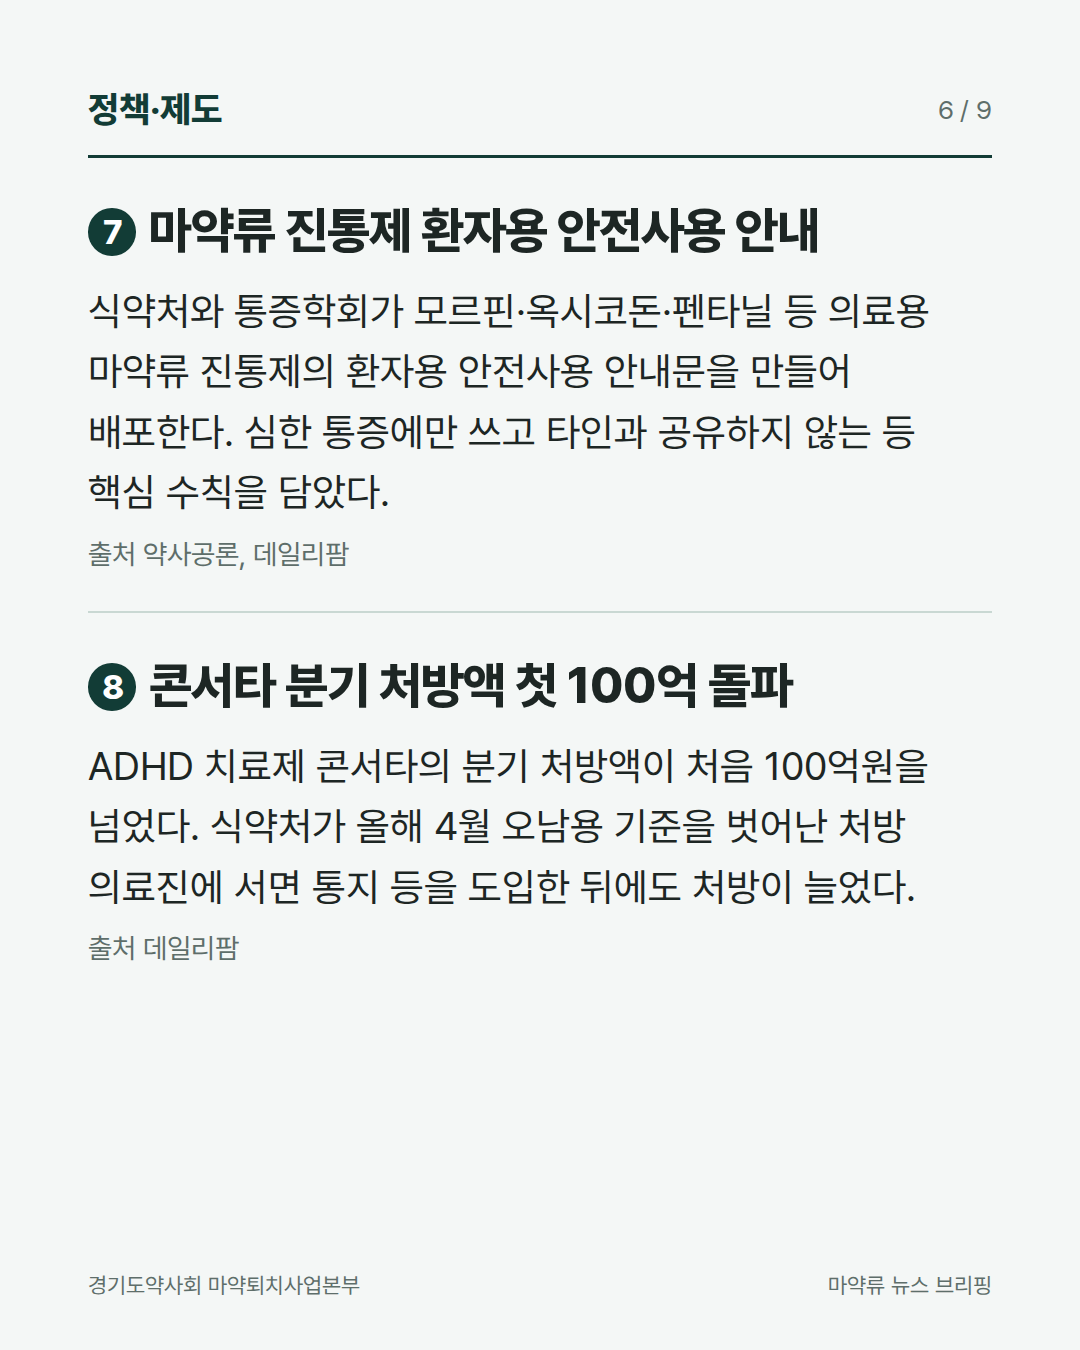 정책·제도
6 / 9
7 마약류 진통제 환자용 안전사용 안내
식약처와 통증학회가 모르핀·옥시코돈·펜타닐 등 의료용
마약류 진통제의 환자용 안전사용 안내문을 만들어
배포한다. 심한 통증에만 쓰고 타인과 공유하지 않는 등
핵심 수칙을 담았다.
출처 약사공론, 데일리팜
8 콘서타 분기 처방액 첫 100억 돌파
ADHD 치료제 콘서타의 분기 처방액이 처음 100억원을
넘었다. 식약처가 올해 4월 오남용 기준을 벗어난 처방
의료진에 서면 통지 등을 도입한 뒤에도 처방이 늘었다.
출처 데일리팜
경기도약사회 마약퇴치사업본부
마약류 뉴스 브리핑